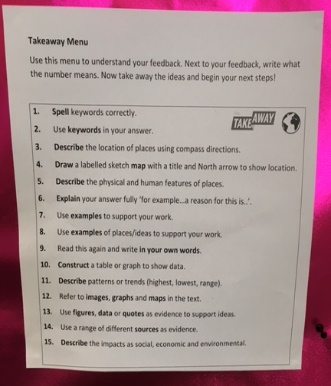 Takeaway Menu
Use this menu to understand your feedback. Next to your feedback, write what
the number means. Now take away the ideas and begin your next steps!
TAKE AWAY
1. Spell keywords correctly.
2. Use keywords in your answer.
3. Describe the location of places using compass directions.
4. Draw a labelled sketch map with a title and North arrow to show location.
5. Describe the physical and human features of places.
6. Explain your answer fully 'for example...a reason for this is..'.
7. Use examples to support your work.
8. Use examples of places/ideas to support your work.
9. Read this again and write in your own words.
10. Construct a table or graph to show data.
11. Describe patterns or trends (highest, lowest, range).
12. Refer to images, graphs and maps in the text.
13. Use figures, data or quotes as evidence to support ideas.
14. Use a range of different sources as evidence.
15. Describe the impacts as social, economic and environmental.